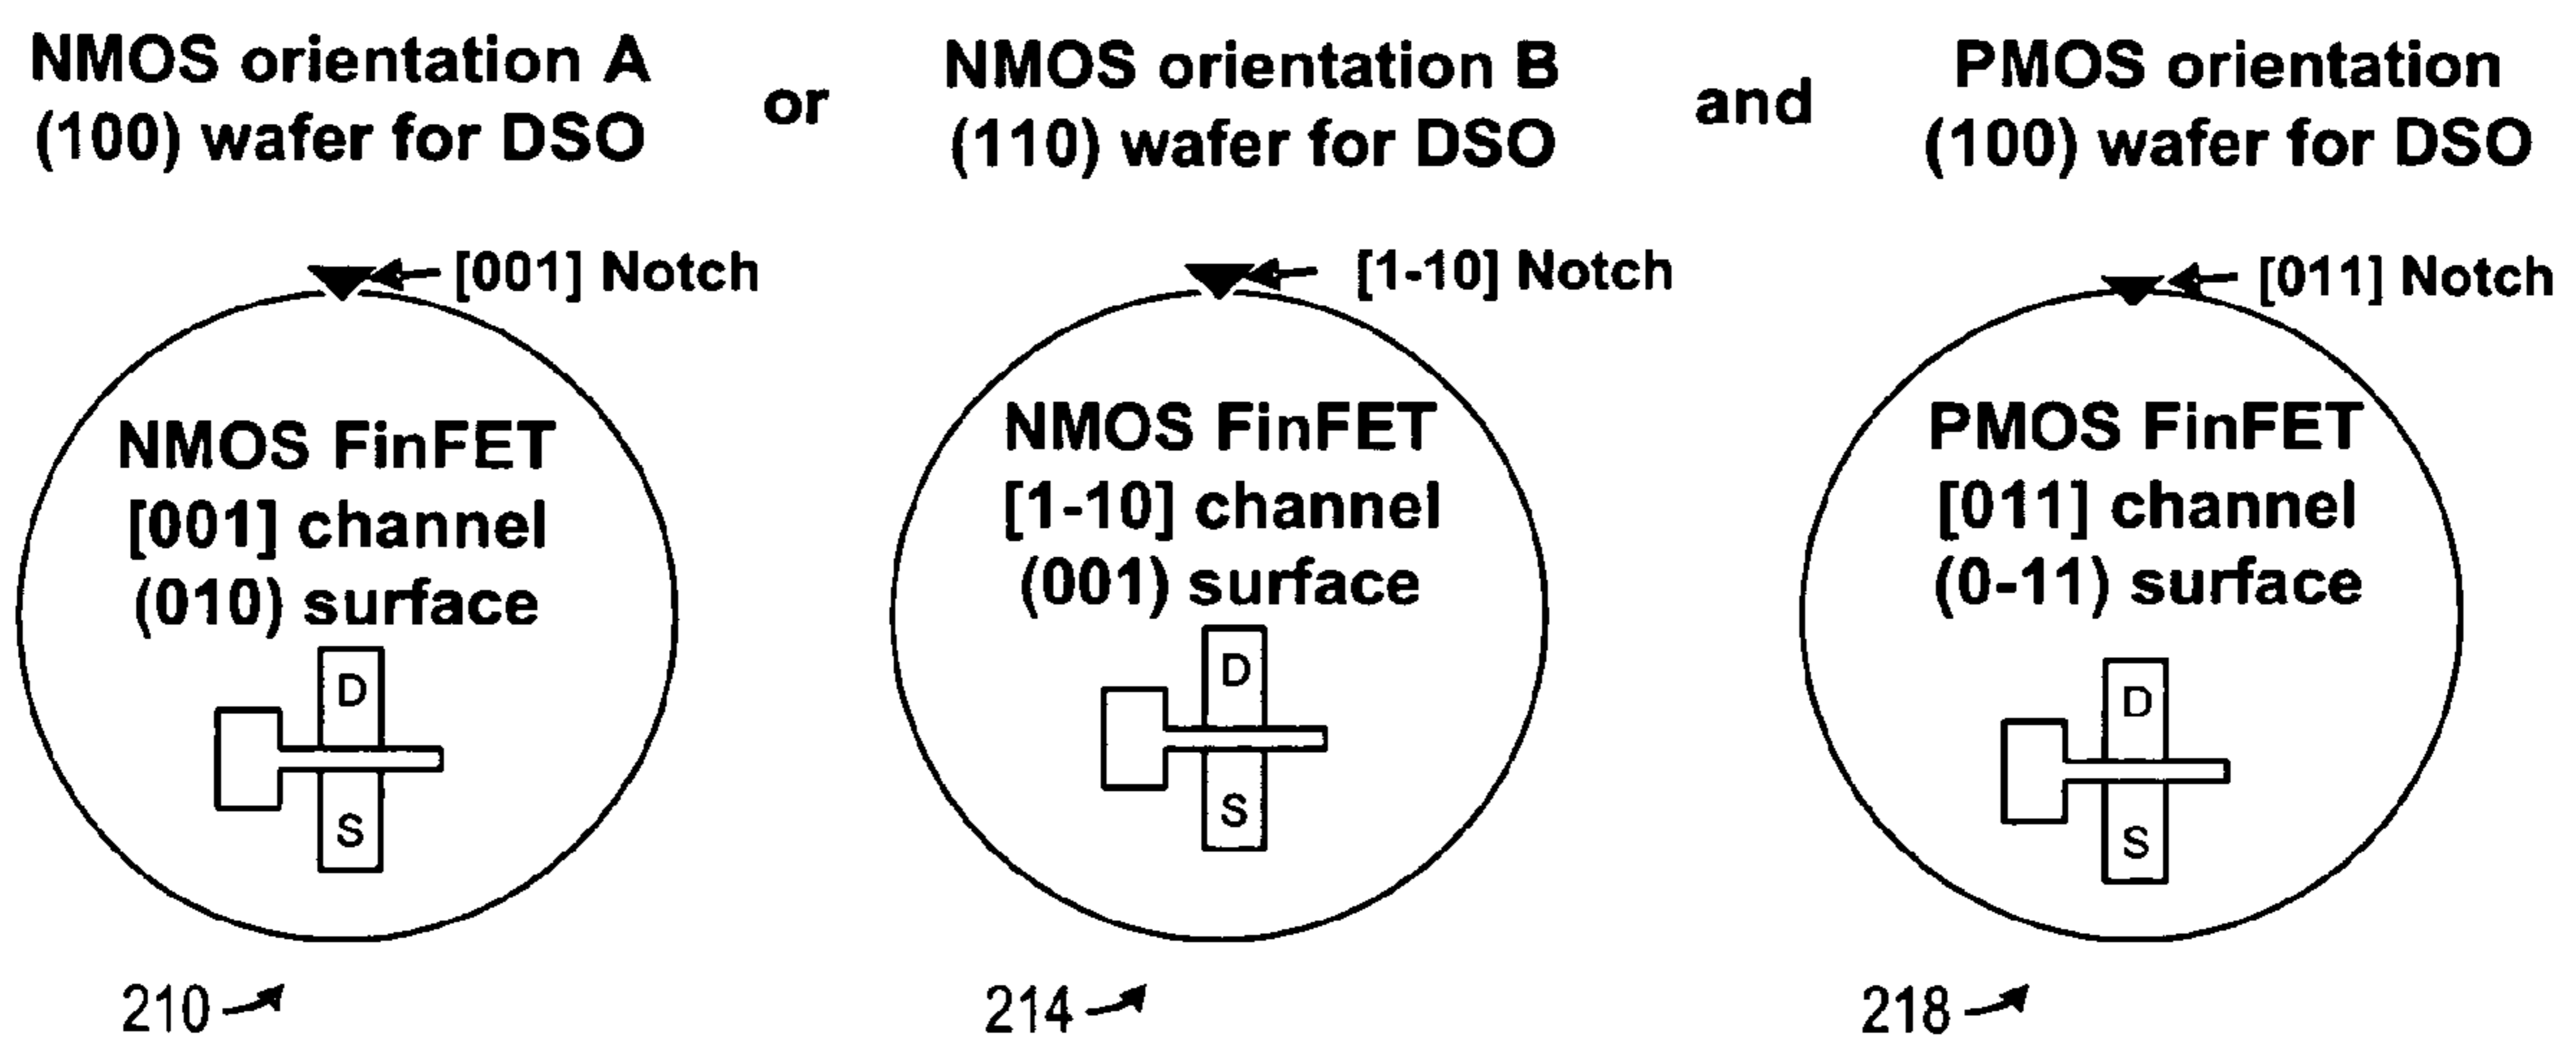 NMOS orientation A
(100) wafer for DSO
or
NMOS orientation B
(110) wafer for DSO
and
PMOS orientation
(100) wafer for DSO
[001] Notch
NMOS FinFET
[001] channel
(010) surface
D
S
210
[1-10] Notch
NMOS FinFET
[1-10] channel
(001) surface
D
S
214
[011] Notch
PMOS FinFET
[011] channel
(0-11) surface
D
S
218